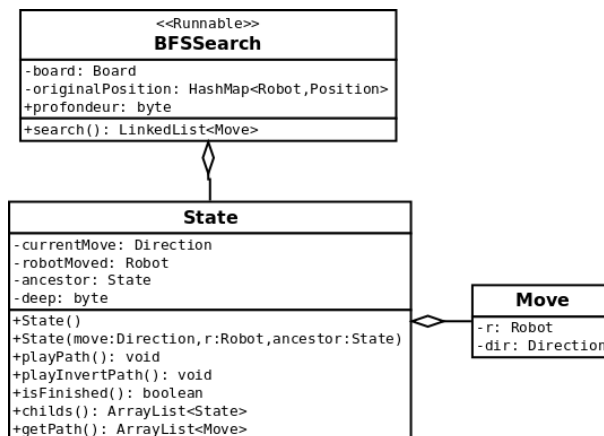 <<Runnable>>
BFSSearch
-board: Board
-originalPosition: HashMap<Robot,Position>
+profondeur: byte
+search(): LinkedList<Move>
State
-currentMove: Direction
-robotMoved: Robot
-ancestor: State
-deep: byte
+State()
+State(move:Direction,r:Robot,ancestor:State)
+playPath(): void
+playInvertPath(): void
+isFinished(): boolean
+childs(): ArrayList<State>
+getPath(): ArrayList<Move>
Move
-r: Robot
-dir: Direction